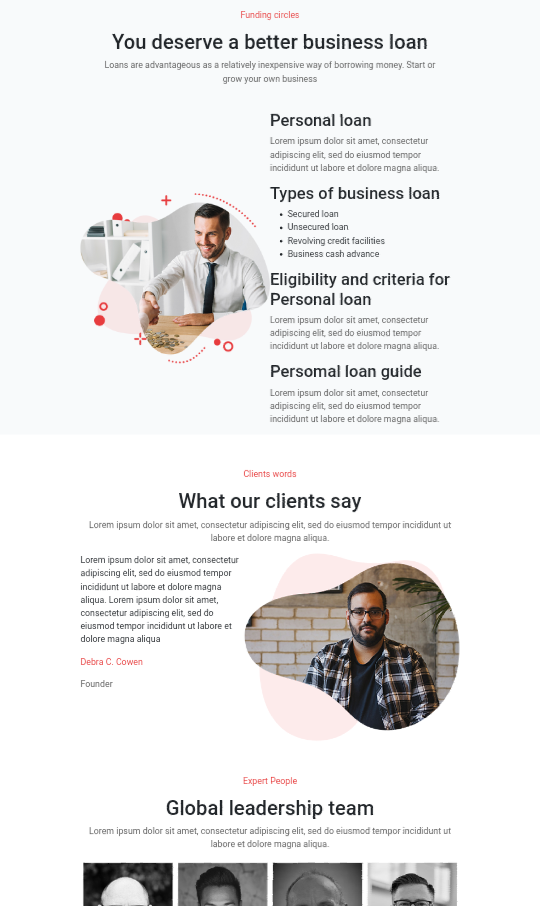 Funding circles
You deserve a better business loan
Loans are advantageous as a relatively inexpensive way of borrowing money. Start or
grow your own business
Personal loan
Lorem ipsum dolor sit amet, consectetur
adipiscing elit, sed do eiusmod tempor
incididunt ut labore et dolore magna aliqua.
Types of business loan
Secured loan
Unsecured loan
Revolving credit facilities
Business cash advance
Eligibility and criteria for
Personal loan
Lorem ipsum dolor sit amet, consectetur
adipiscing elit, sed do eiusmod tempor
incididunt ut labore et dolore magna aliqua.
Persomal loan guide
Lorem ipsum dolor sit amet, consectetur
adipiscing elit, sed do eiusmod tempor
incididunt ut labore et dolore magna aliqua.
Clients words
What our clients say
Lorem ipsum dolor sit amet, consectetur adipiscing elit, sed do eiusmod tempor incididunt ut
labore et dolore magna aliqua.
Lorem ipsum dolor sit amet, consectetur
adipiscing elit, sed do eiusmod tempor
incididunt ut labore et dolore magna
aliqua. Lorem ipsum dolor sit amet,
consectetur adipiscing elit, sed do
eiusmod tempor incididunt ut labore et
dolore magna aliqua
Debra C. Cowen
Founder
Expert People
Global leadership team
Lorem ipsum dolor sit amet, consectetur adipiscing elit, sed do eiusmod tempor incididunt ut
labore et dolore magna aliqua.